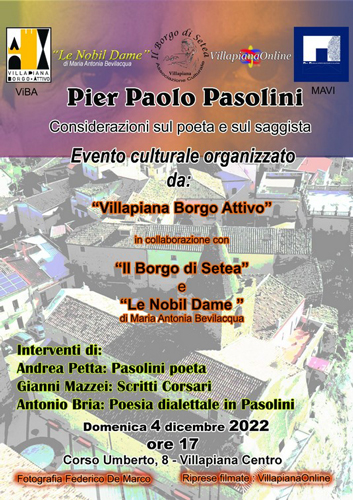 "Le Nobil Dame"
di Maria Antonia Bevilacqua
Il Borgo di Setea
Villapiana
Associazione Culturale
VillapianaOnline
VILLAPIANA
BORGO·ATTIVO
ViBA
MAVI
Pier Paolo Pasolini
Considerazioni sul poeta e sul saggista
Evento culturale organizzato
da:
"Villapiana Borgo Attivo"
in collaborazione con
"Il Borgo di Setea"
e
"Le Nobil Dame "
di Maria Antonia Bevilacqua
Interventi di:
Andrea Petta: Pasolini poeta
Gianni Mazzei: Scritti Corsari
Antonio Bria: Poesia dialettale in Pasolini
Domenica 4 dicembre 2022
ore 17
Corso Umberto, 8 - Villapiana Centro
Fotografia Federico De Marco
Riprese filmate : VillapianaOnline